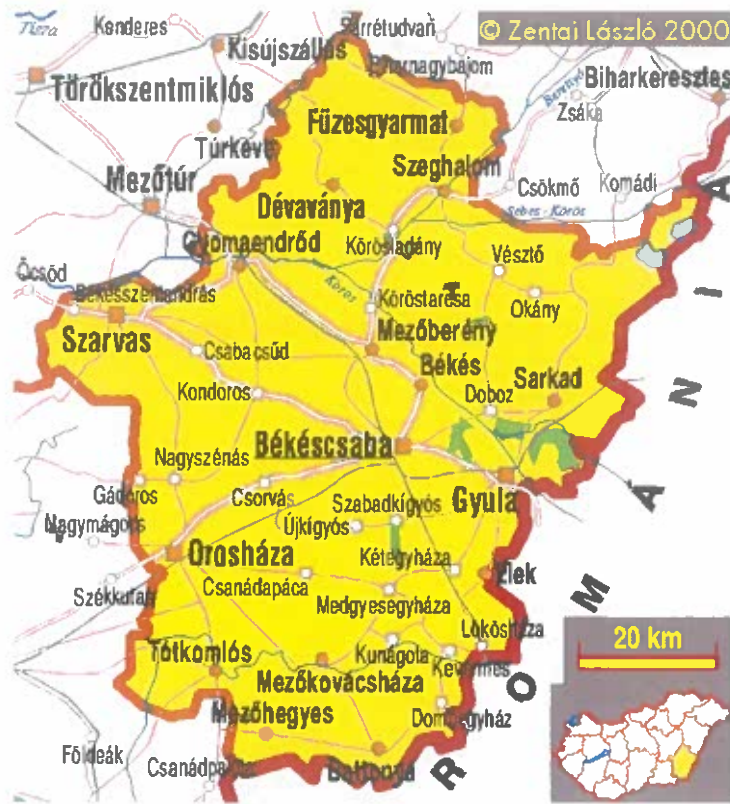 Tisza
Kenderes
Sárrétudvari
© Zentai László 2000
Kisújszállás
Biharnagybajom
Biharkeresztes
Törökszentmiklós
Berettyó
Zsáka
Füzesgyarmat
Túrkeve
Szeghalom
Mezőtúr
Csökmő
Komádi
Dévaványa
Sebes-Körös
Gyomaendrőd
Körösladány
Vésztő
Öcsöd
Békésszentandrás
Körös
Köröstarcsa
Okány
Szarvas
Mezőberény
Csabacsűd
Békés
Sarkad
Kondoros
Doboz
Békéscsaba
Nagyszénás
Gyula
Gádoros
Csorvás
Szabadkígyós
Nagymágocs
Újkígyós
Orosháza
Kétegyháza
Elek
Csanádapáca
Székkutas
Medgyesegyháza
Lőkösháza
20 km
Tótkomlós
Kunágota
Kevermes
Mezőkovácsháza
Mezőhegyes
Dombegyház
Földeák
Csanádpalota
Battonya
ROMÁNIA